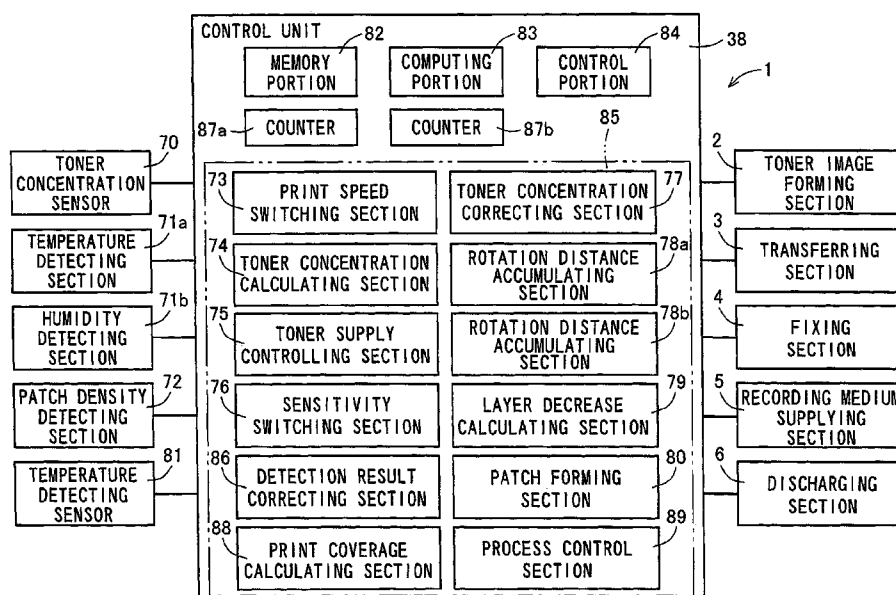 CONTROL UNIT
82
83
84
38
MEMORY
PORTION
COMPUTING
PORTION
CONTROL
PORTION
1
87a
COUNTER
COUNTER
87b
85
70
TONER
CONCENTRATION
SENSOR
71a
TEMPERATURE
DETECTING
SECTION
71b
HUMIDITY
DETECTING
SECTION
72
PATCH DENSITY
DETECTING
SECTION
81
TEMPERATURE
DETECTING
SENSOR
73
PRINT SPEED
SWITCHING SECTION
74
TONER CONCENTRATION
CALCULATING SECTION
75
TONER SUPPLY
CONTROLLING SECTION
76
SENSITIVITY
SWITCHING SECTION
86
DETECTION RESULT
CORRECTING SECTION
88
PRINT COVERAGE
CALCULATING SECTION
TONER CONCENTRATION
CORRECTING SECTION
77
78a
ROTATION DISTANCE
ACCUMULATING
SECTION
78b
ROTATION DISTANCE
ACCUMULATING
SECTION
79
LAYER DECREASE
CALCULATING SECTION
80
PATCH FORMING
SECTION
89
PROCESS CONTROL
SECTION
2
TONER IMAGE
FORMING
SECTION
3
TRANSFERRING
SECTION
4
FIXING
SECTION
5
RECORDING MEDIUM
SUPPLYING
SECTION
6
DISCHARGING
SECTION